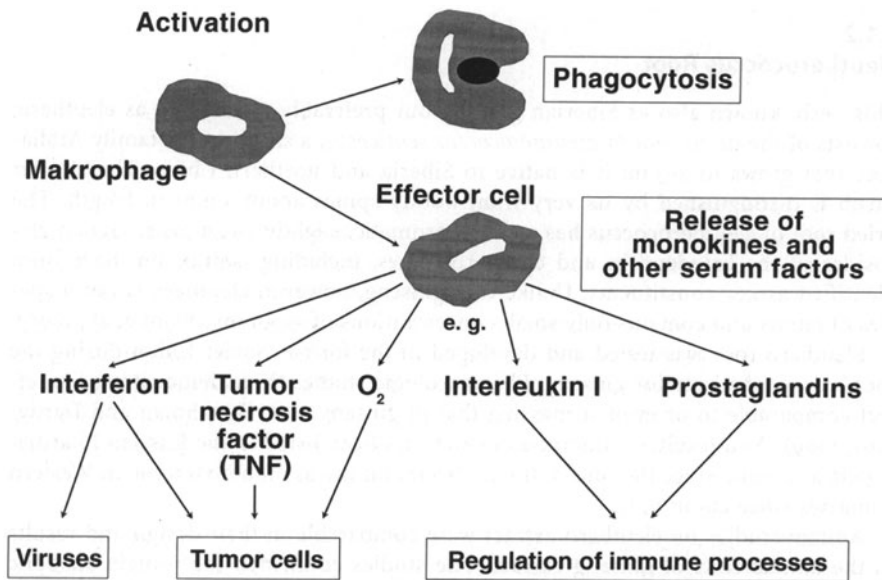 Activation
Phagocytosis
Makrophage
Effector cell
Release of
monokines and
other serum factors
e. g.
Interferon
Tumor
necrosis
factor
(TNF)
O2
Interleukin I
Prostaglandins
Viruses
Tumor cells
Regulation of immune processes